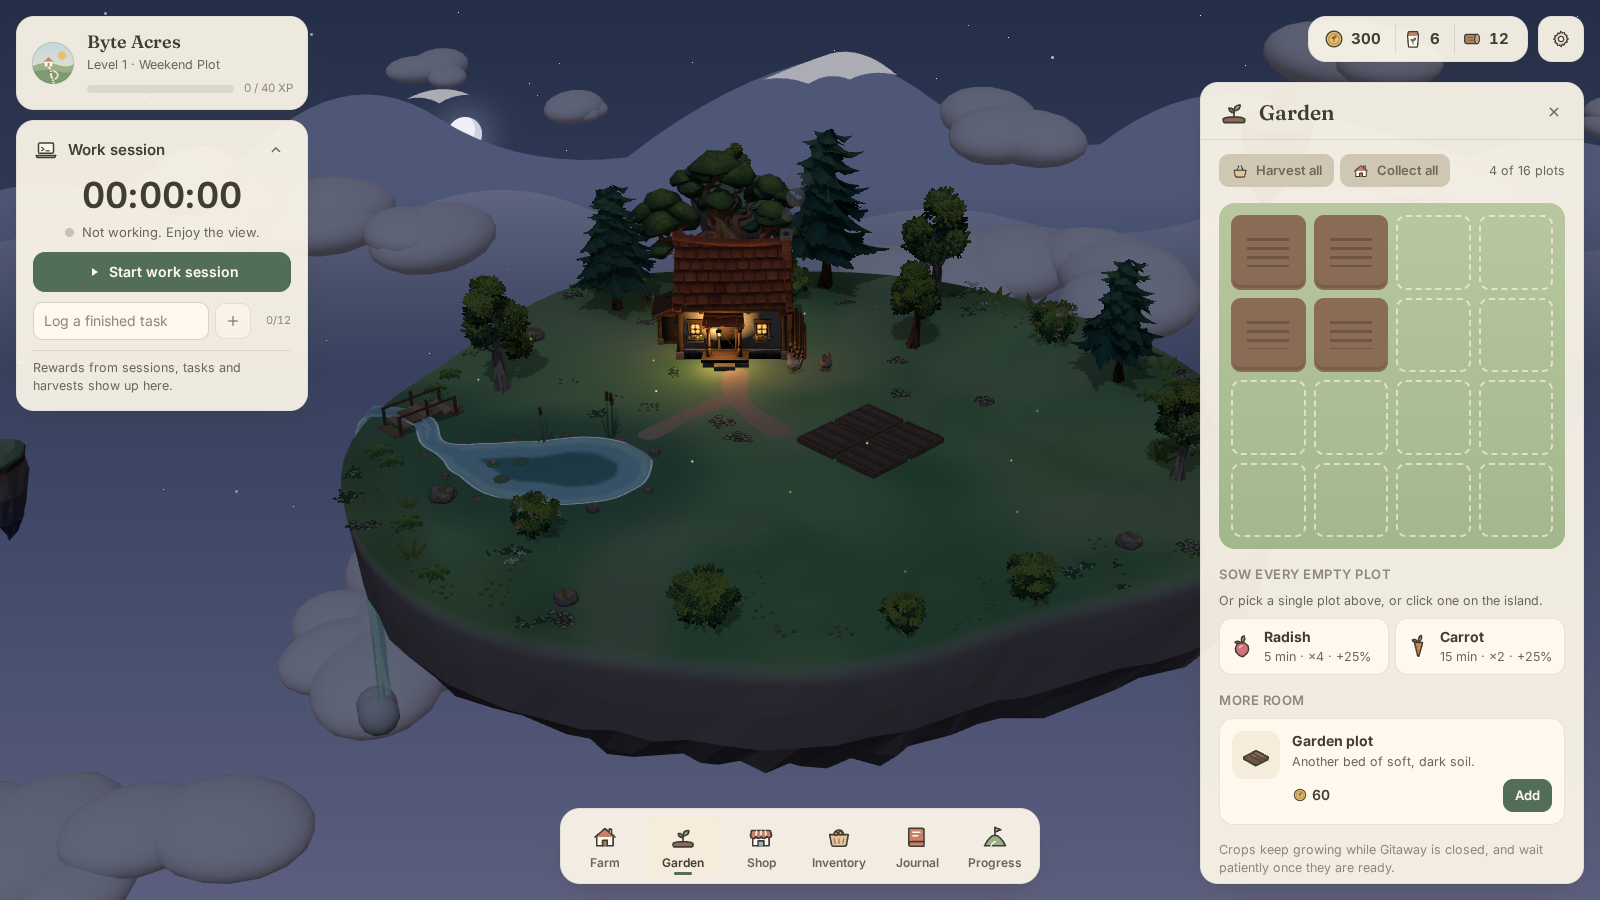 Byte Acres
Level 1 · Weekend Plot
0 / 40 XP
Work session
00:00:00
Not working. Enjoy the view.
Start work session
Log a finished task
0/12
Rewards from sessions, tasks and
harvests show up here.
300
6
12
Garden
Harvest all
Collect all
4 of 16 plots
SOW EVERY EMPTY PLOT
Or pick a single plot above, or click one on the island.
Radish
5 min · ×4 · +25%
Carrot
15 min · ×2 · +25%
MORE ROOM
Garden plot
Another bed of soft, dark soil.
60
Add
Crops keep growing while Gitaway is closed, and wait
patiently once they are ready.
Farm
Garden
Shop
Inventory
Journal
Progress